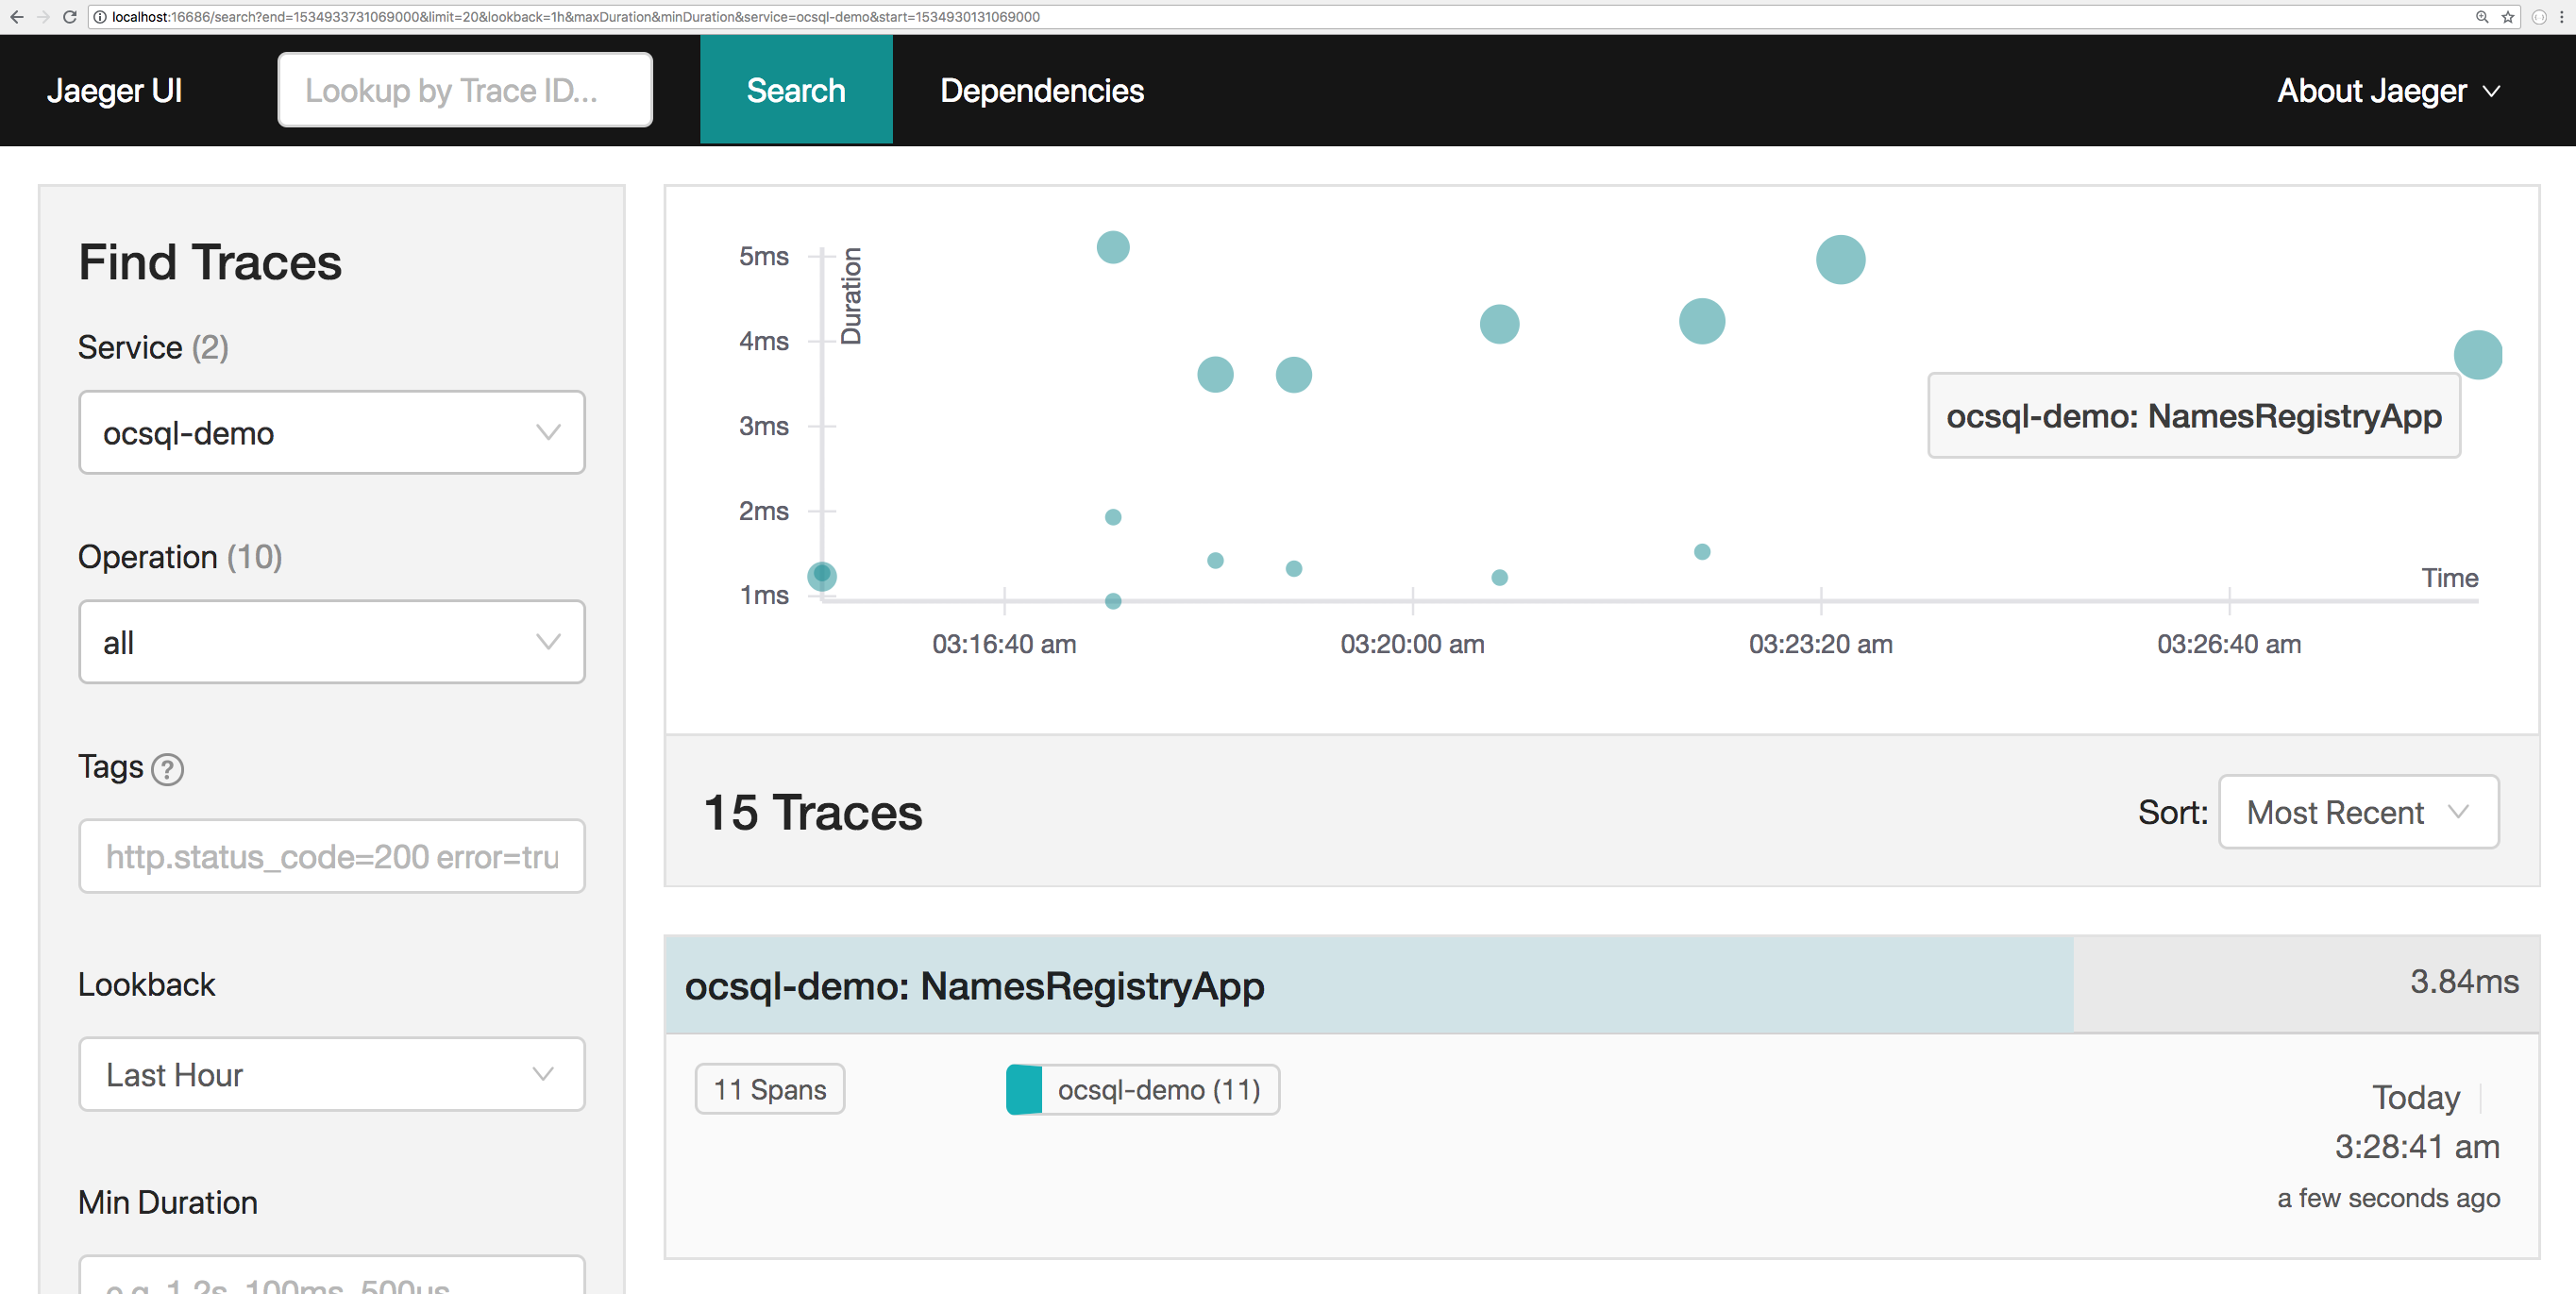 localhost:16686/search?end=1534933731069000&limit=20&lookback=1h&maxDuration&minDuration&service=ocsql-demo&start=1534930131069000
Jaeger UI
Lookup by Trace ID...
Search
Dependencies
About Jaeger
Find Traces
Service (2)
ocsql-demo
Operation (10)
all
Tags ?
http.status_code=200 error=tru
Lookback
Last Hour
Min Duration
e.g. 1.2s, 100ms, 500us
Duration
5ms
4ms
3ms
2ms
1ms
ocsql-demo: NamesRegistryApp
Time
03:16:40 am
03:20:00 am
03:23:20 am
03:26:40 am
15 Traces
Sort: Most Recent
ocsql-demo: NamesRegistryApp
3.84ms
11 Spans
ocsql-demo (11)
Today
3:28:41 am
a few seconds ago